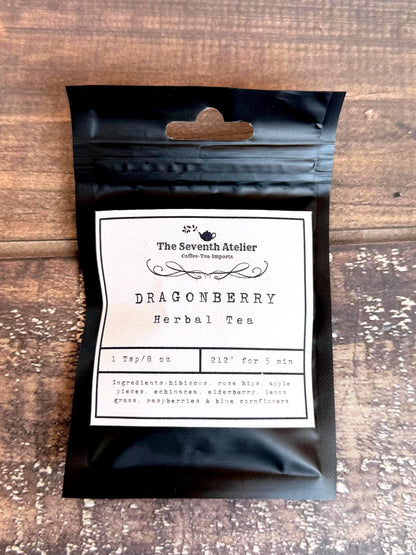 The Seventh Atelier
Coffee-Tea-Imports
DRAGONBERRY
Herbal Tea
1 Tsp/8 oz
212° for 5 min
Ingredients:hibiscus, rose hips, apple
pieces, echinacea, elderberry, lemon
grass, raspberries & blue cornflowers